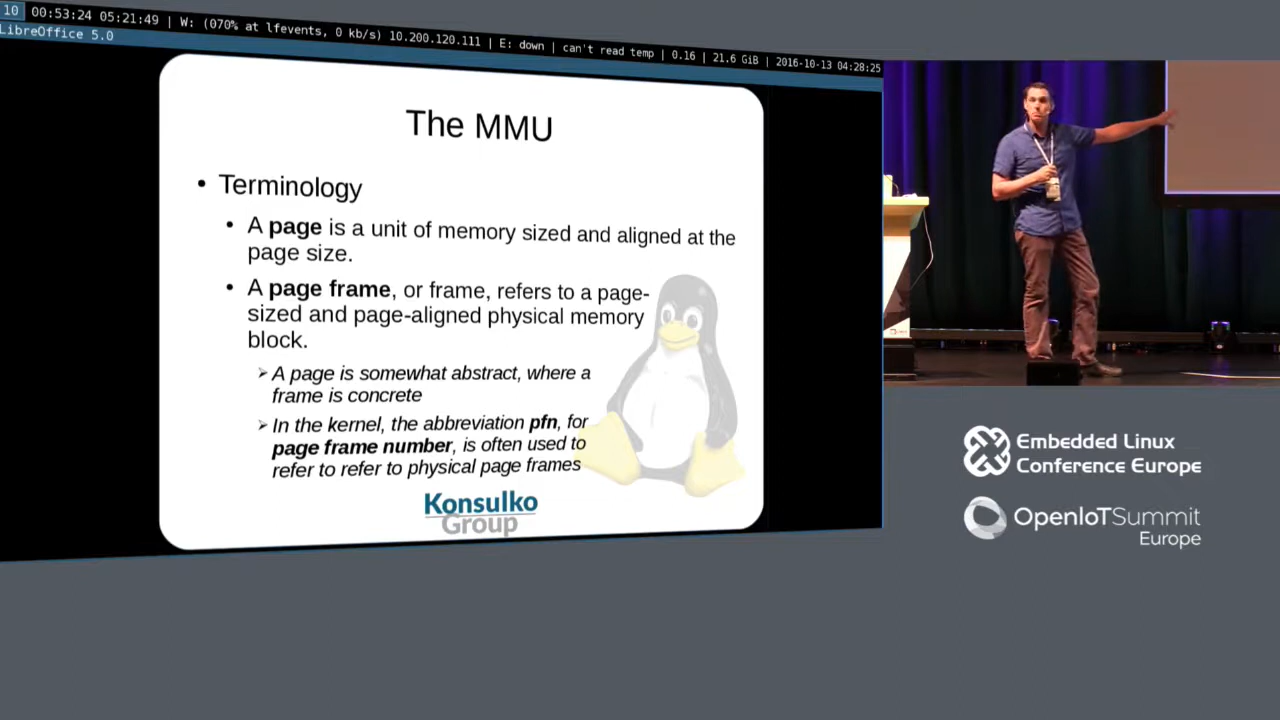 10 00:53:24 05:21:49 | W: (070% at lfevents, 0 kb/s) 10.200.120.111 | E: down | can't read temp | 0.16 | 21.6 GiB | 2016-10-13 04:28:25
LibreOffice 5.0
The MMU
• Terminology
• A page is a unit of memory sized and aligned at the
page size.
• A page frame, or frame, refers to a page-
sized and page-aligned physical memory
block.
➢ A page is somewhat abstract, where a
frame is concrete
➢ In the kernel, the abbreviation pfn, for
page frame number, is often used to
refer to refer to physical page frames
Konsulko
Group
Embedded Linux
Conference Europe
OpenIoTSummit
Europe